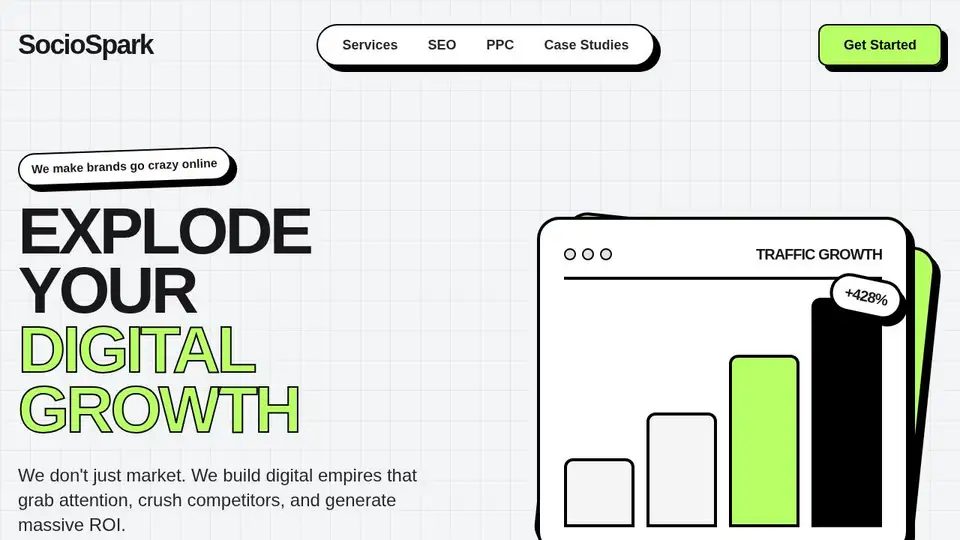 SocioSpark
Services SEO PPC Case Studies
Get Started
We make brands go crazy online
EXPLODE
YOUR
DIGITAL
GROWTH
We don't just market. We build digital empires that
grab attention, crush competitors, and generate
massive ROI.
TRAFFIC GROWTH
+428%